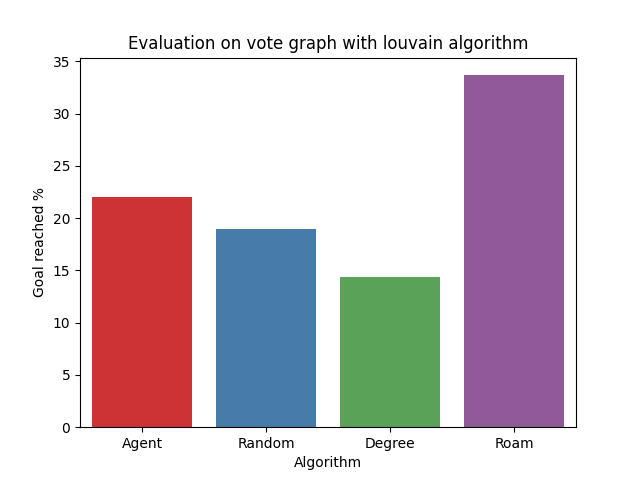 Evaluation on vote graph with louvain algorithm
Goal reached %
35
30
25
20
15
10
5
0
Agent Random Degree Roam
Algorithm